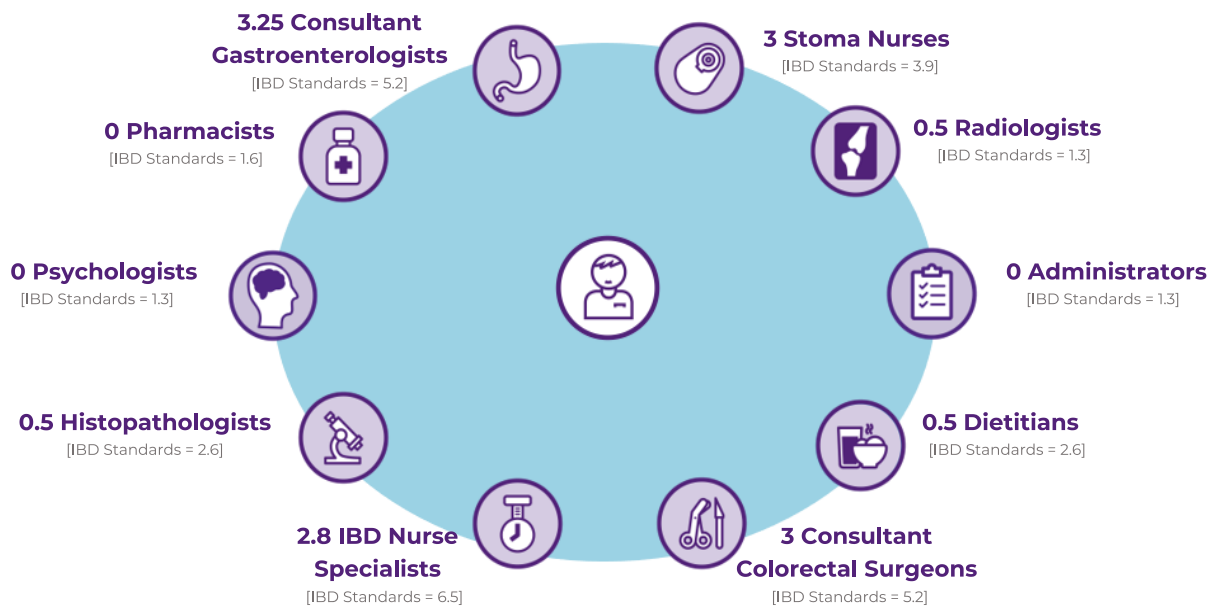 3.25 Consultant
Gastroenterologists
[IBD Standards = 5.2]
3 Stoma Nurses
[IBD Standards = 3.9]
0 Pharmacists
[IBD Standards = 1.6]
0.5 Radiologists
[IBD Standards = 1.3]
0 Psychologists
[IBD Standards = 1.3]
0 Administrators
[IBD Standards = 1.3]
0.5 Histopathologists
[IBD Standards = 2.6]
0.5 Dietitians
[IBD Standards = 2.6]
2.8 IBD Nurse
Specialists
[IBD Standards = 6.5]
3 Consultant
Colorectal Surgeons
[IBD Standards = 5.2]